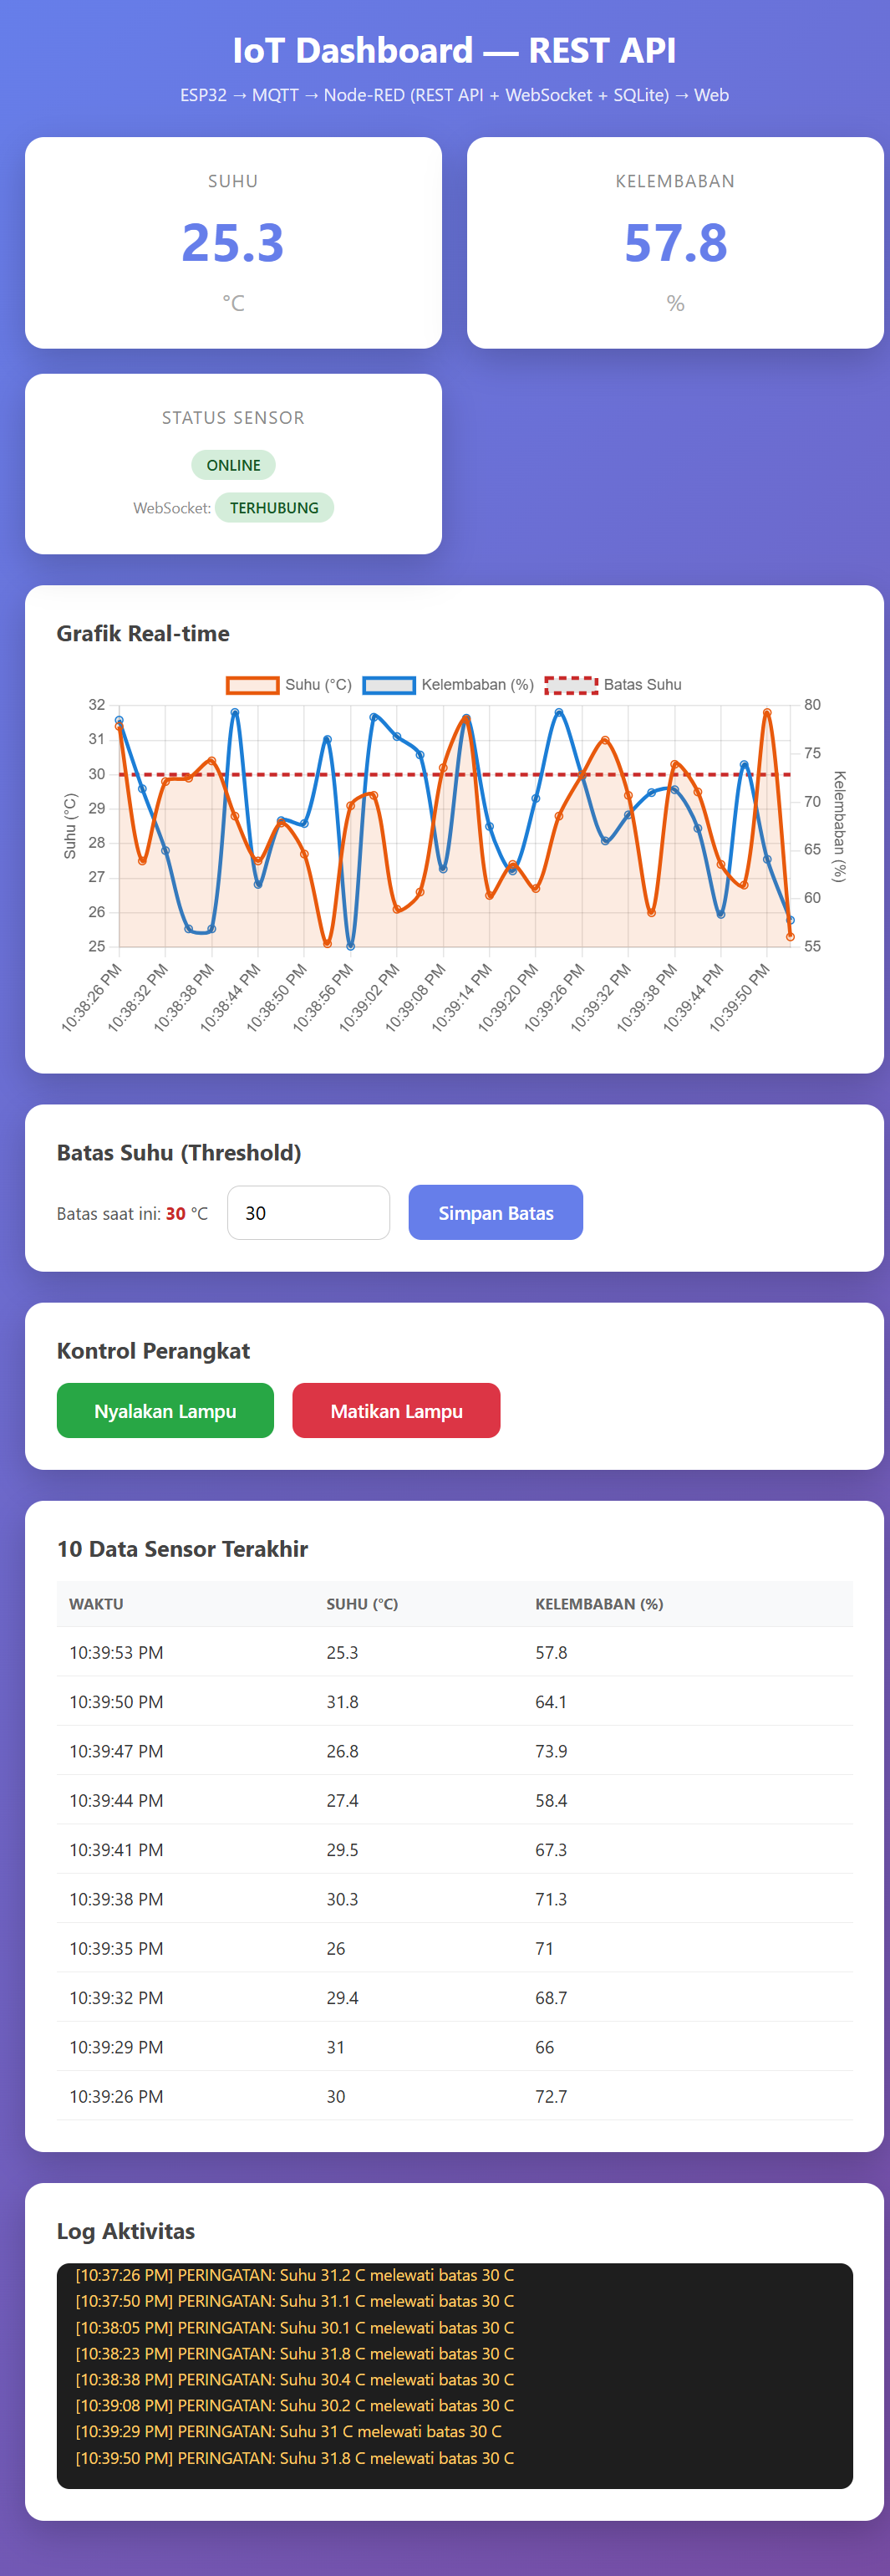 IoT Dashboard — REST API
ESP32 → MQTT → Node-RED (REST API + WebSocket + SQLite) → Web
SUHU
25.3
°C
KELEMBABAN
57.8
%
STATUS SENSOR
ONLINE
WebSocket: TERHUBUNG
Grafik Real-time
Suhu (°C) Kelembaban (%) Batas Suhu
Suhu (°C)
32
31
30
29
28
27
26
25
80
75
70
65
60
55
Kelembaban (%)
10:38:26 PM
10:38:32 PM
10:38:38 PM
10:38:44 PM
10:38:50 PM
10:38:56 PM
10:39:02 PM
10:39:08 PM
10:39:14 PM
10:39:20 PM
10:39:26 PM
10:39:32 PM
10:39:38 PM
10:39:44 PM
10:39:50 PM
Batas Suhu (Threshold)
Batas saat ini: 30 °C 30 Simpan Batas
Kontrol Perangkat
Nyalakan Lampu Matikan Lampu
10 Data Sensor Terakhir
WAKTU SUHU (°C) KELEMBABAN (%)
10:39:53 PM 25.3 57.8
10:39:50 PM 31.8 64.1
10:39:47 PM 26.8 73.9
10:39:44 PM 27.4 58.4
10:39:41 PM 29.5 67.3
10:39:38 PM 30.3 71.3
10:39:35 PM 26 71
10:39:32 PM 29.4 68.7
10:39:29 PM 31 66
10:39:26 PM 30 72.7
Log Aktivitas
[10:37:26 PM] PERINGATAN: Suhu 31.2 C melewati batas 30 C
[10:37:50 PM] PERINGATAN: Suhu 31.1 C melewati batas 30 C
[10:38:05 PM] PERINGATAN: Suhu 30.1 C melewati batas 30 C
[10:38:23 PM] PERINGATAN: Suhu 31.8 C melewati batas 30 C
[10:38:38 PM] PERINGATAN: Suhu 30.4 C melewati batas 30 C
[10:39:08 PM] PERINGATAN: Suhu 30.2 C melewati batas 30 C
[10:39:29 PM] PERINGATAN: Suhu 31 C melewati batas 30 C
[10:39:50 PM] PERINGATAN: Suhu 31.8 C melewati batas 30 C